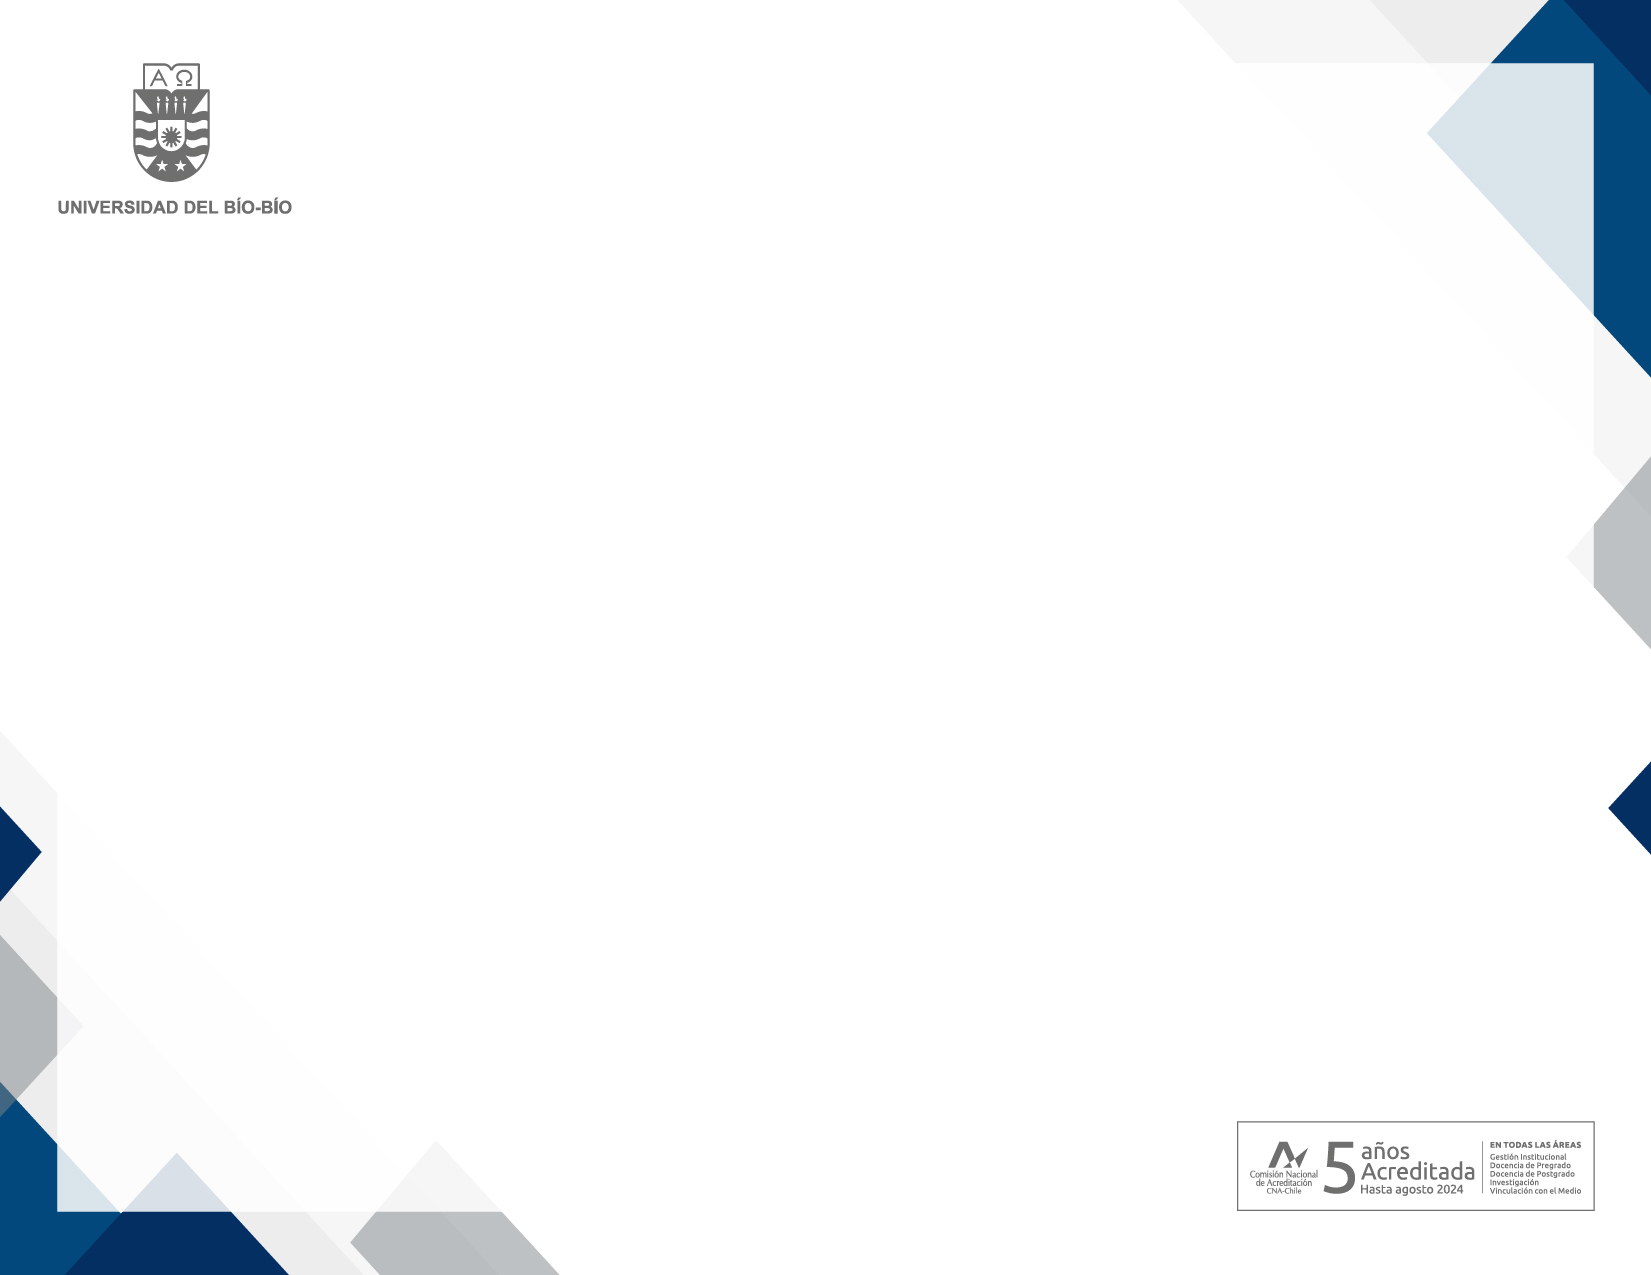 Α Ω
UNIVERSIDAD DEL BÍO-BÍO
Comisión Nacional
de Acreditación
CNA-Chile
5 años
Acreditada
Hasta agosto 2024
EN TODAS LAS ÁREAS
Gestión Institucional
Docencia de Pregrado
Docencia de Postgrado
Investigación
Vinculación con el Medio